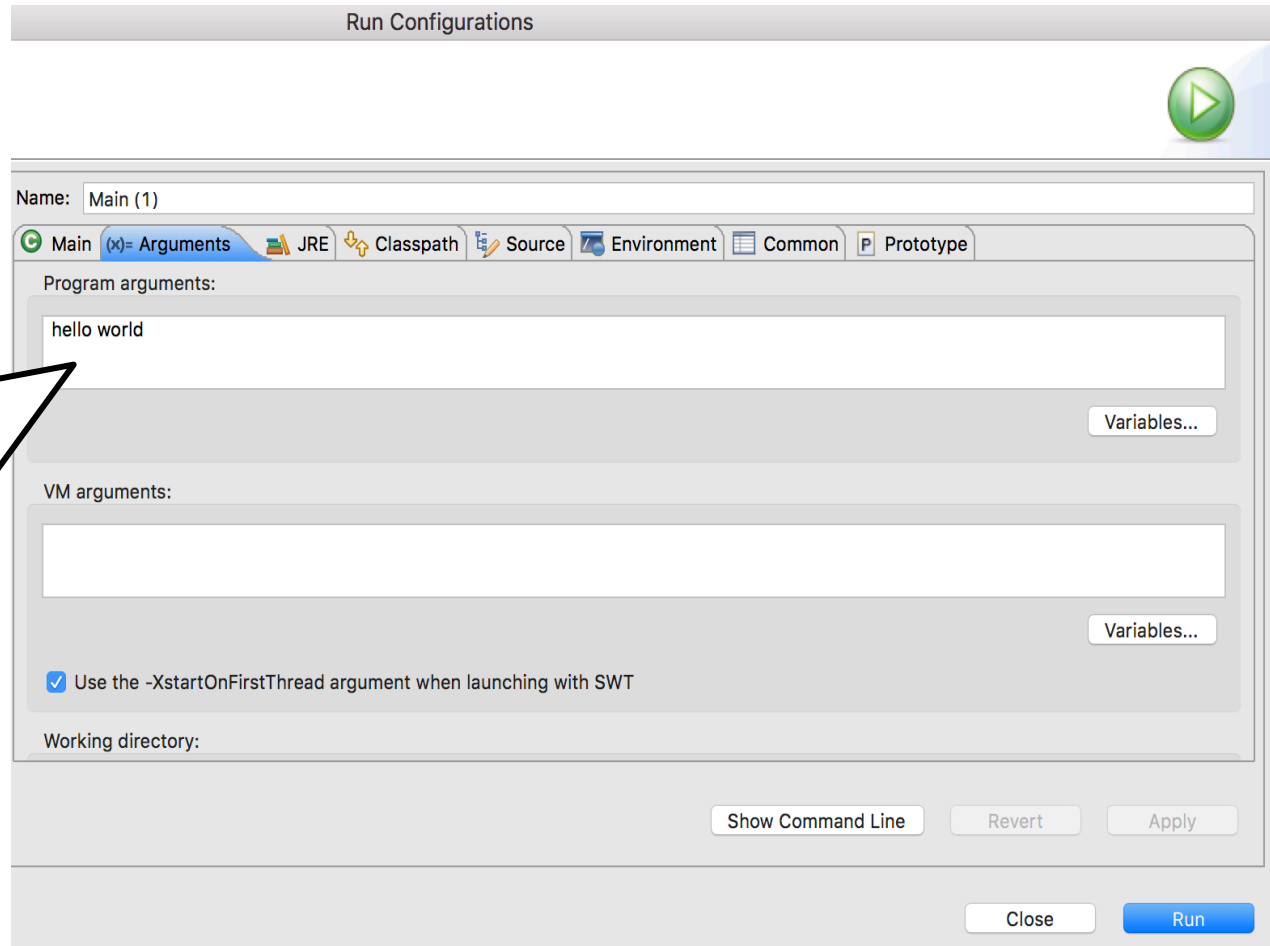 Run Configurations
Name: Main (1)
C Main (x)= Arguments JRE Classpath Source Environment Common P Prototype
Program arguments:
hello world
Variables...
VM arguments:
Variables...
Use the -XstartOnFirstThread argument when launching with SWT
Working directory:
Show Command Line Revert Apply
Close Run